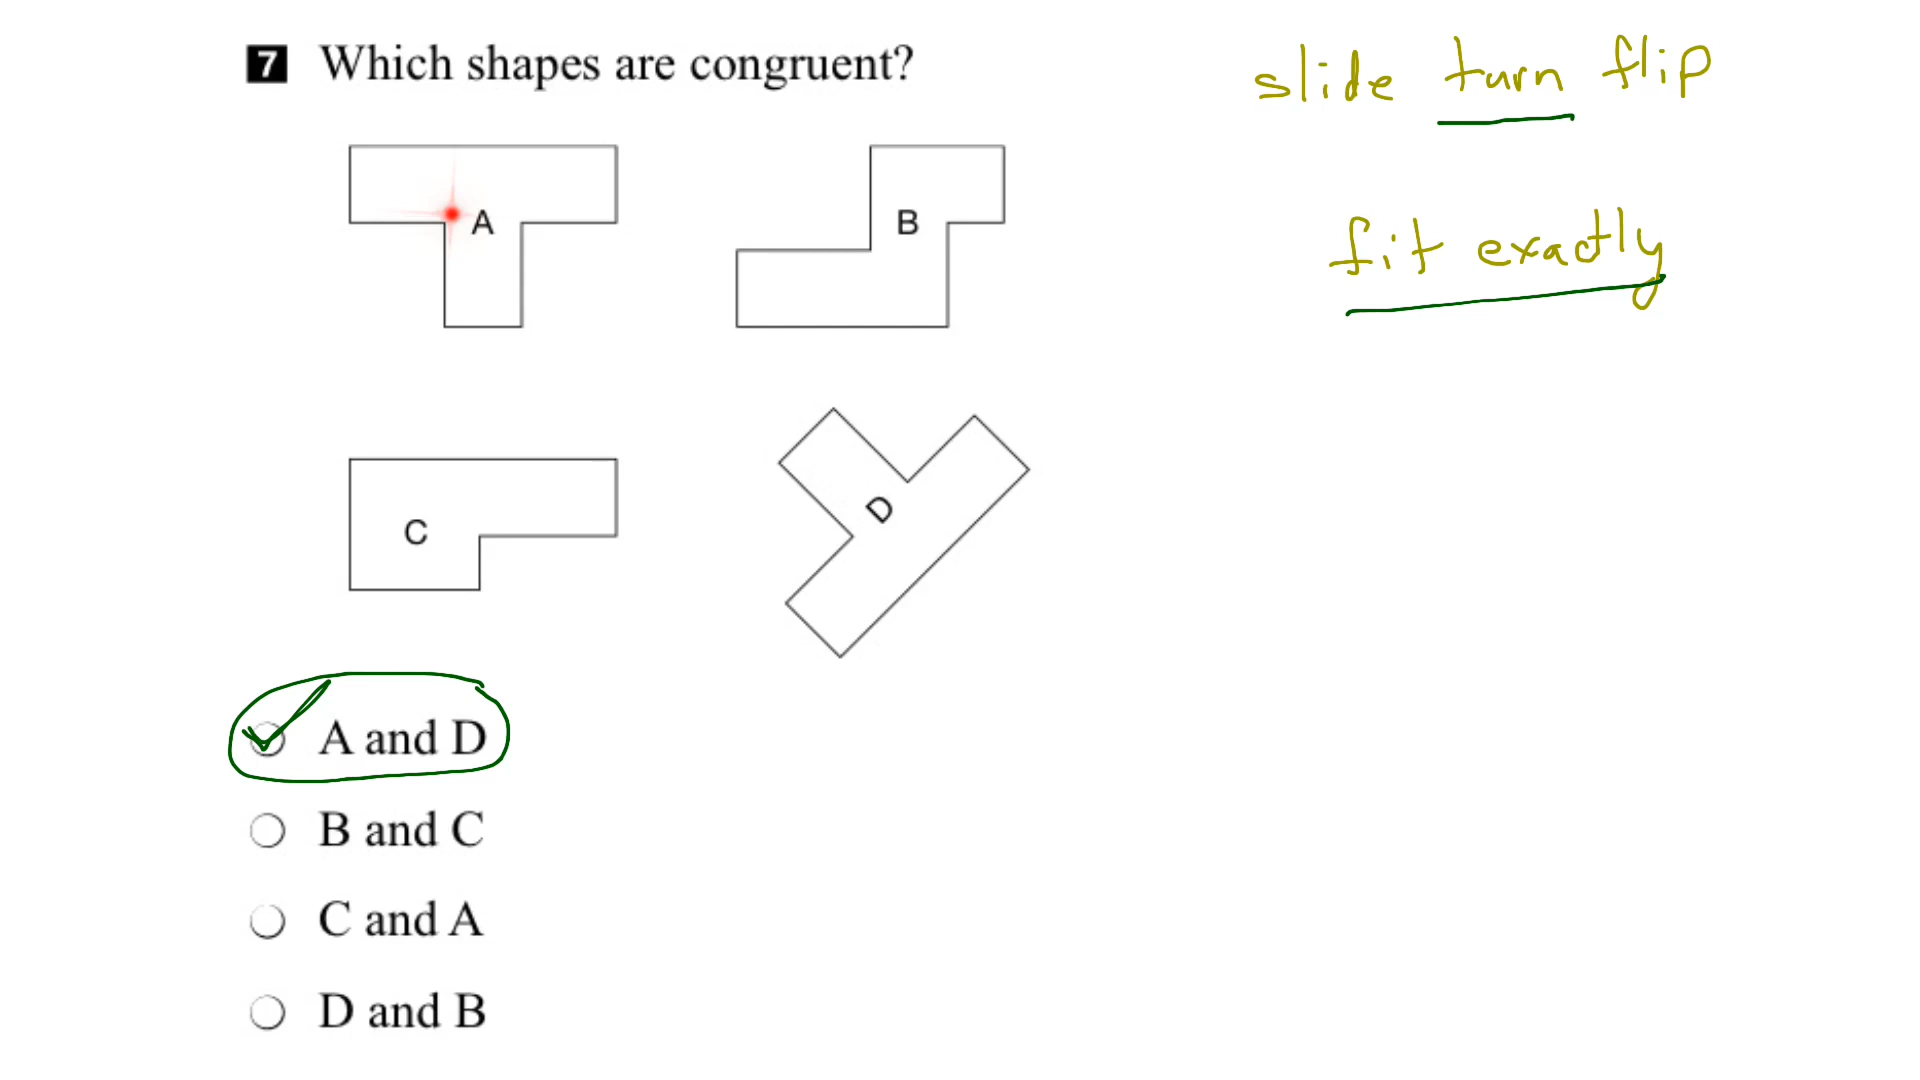 7 Which shapes are congruent?
slide turn flip
A
B
fit exactly
C
D
A and D
B and C
C and A
D and B